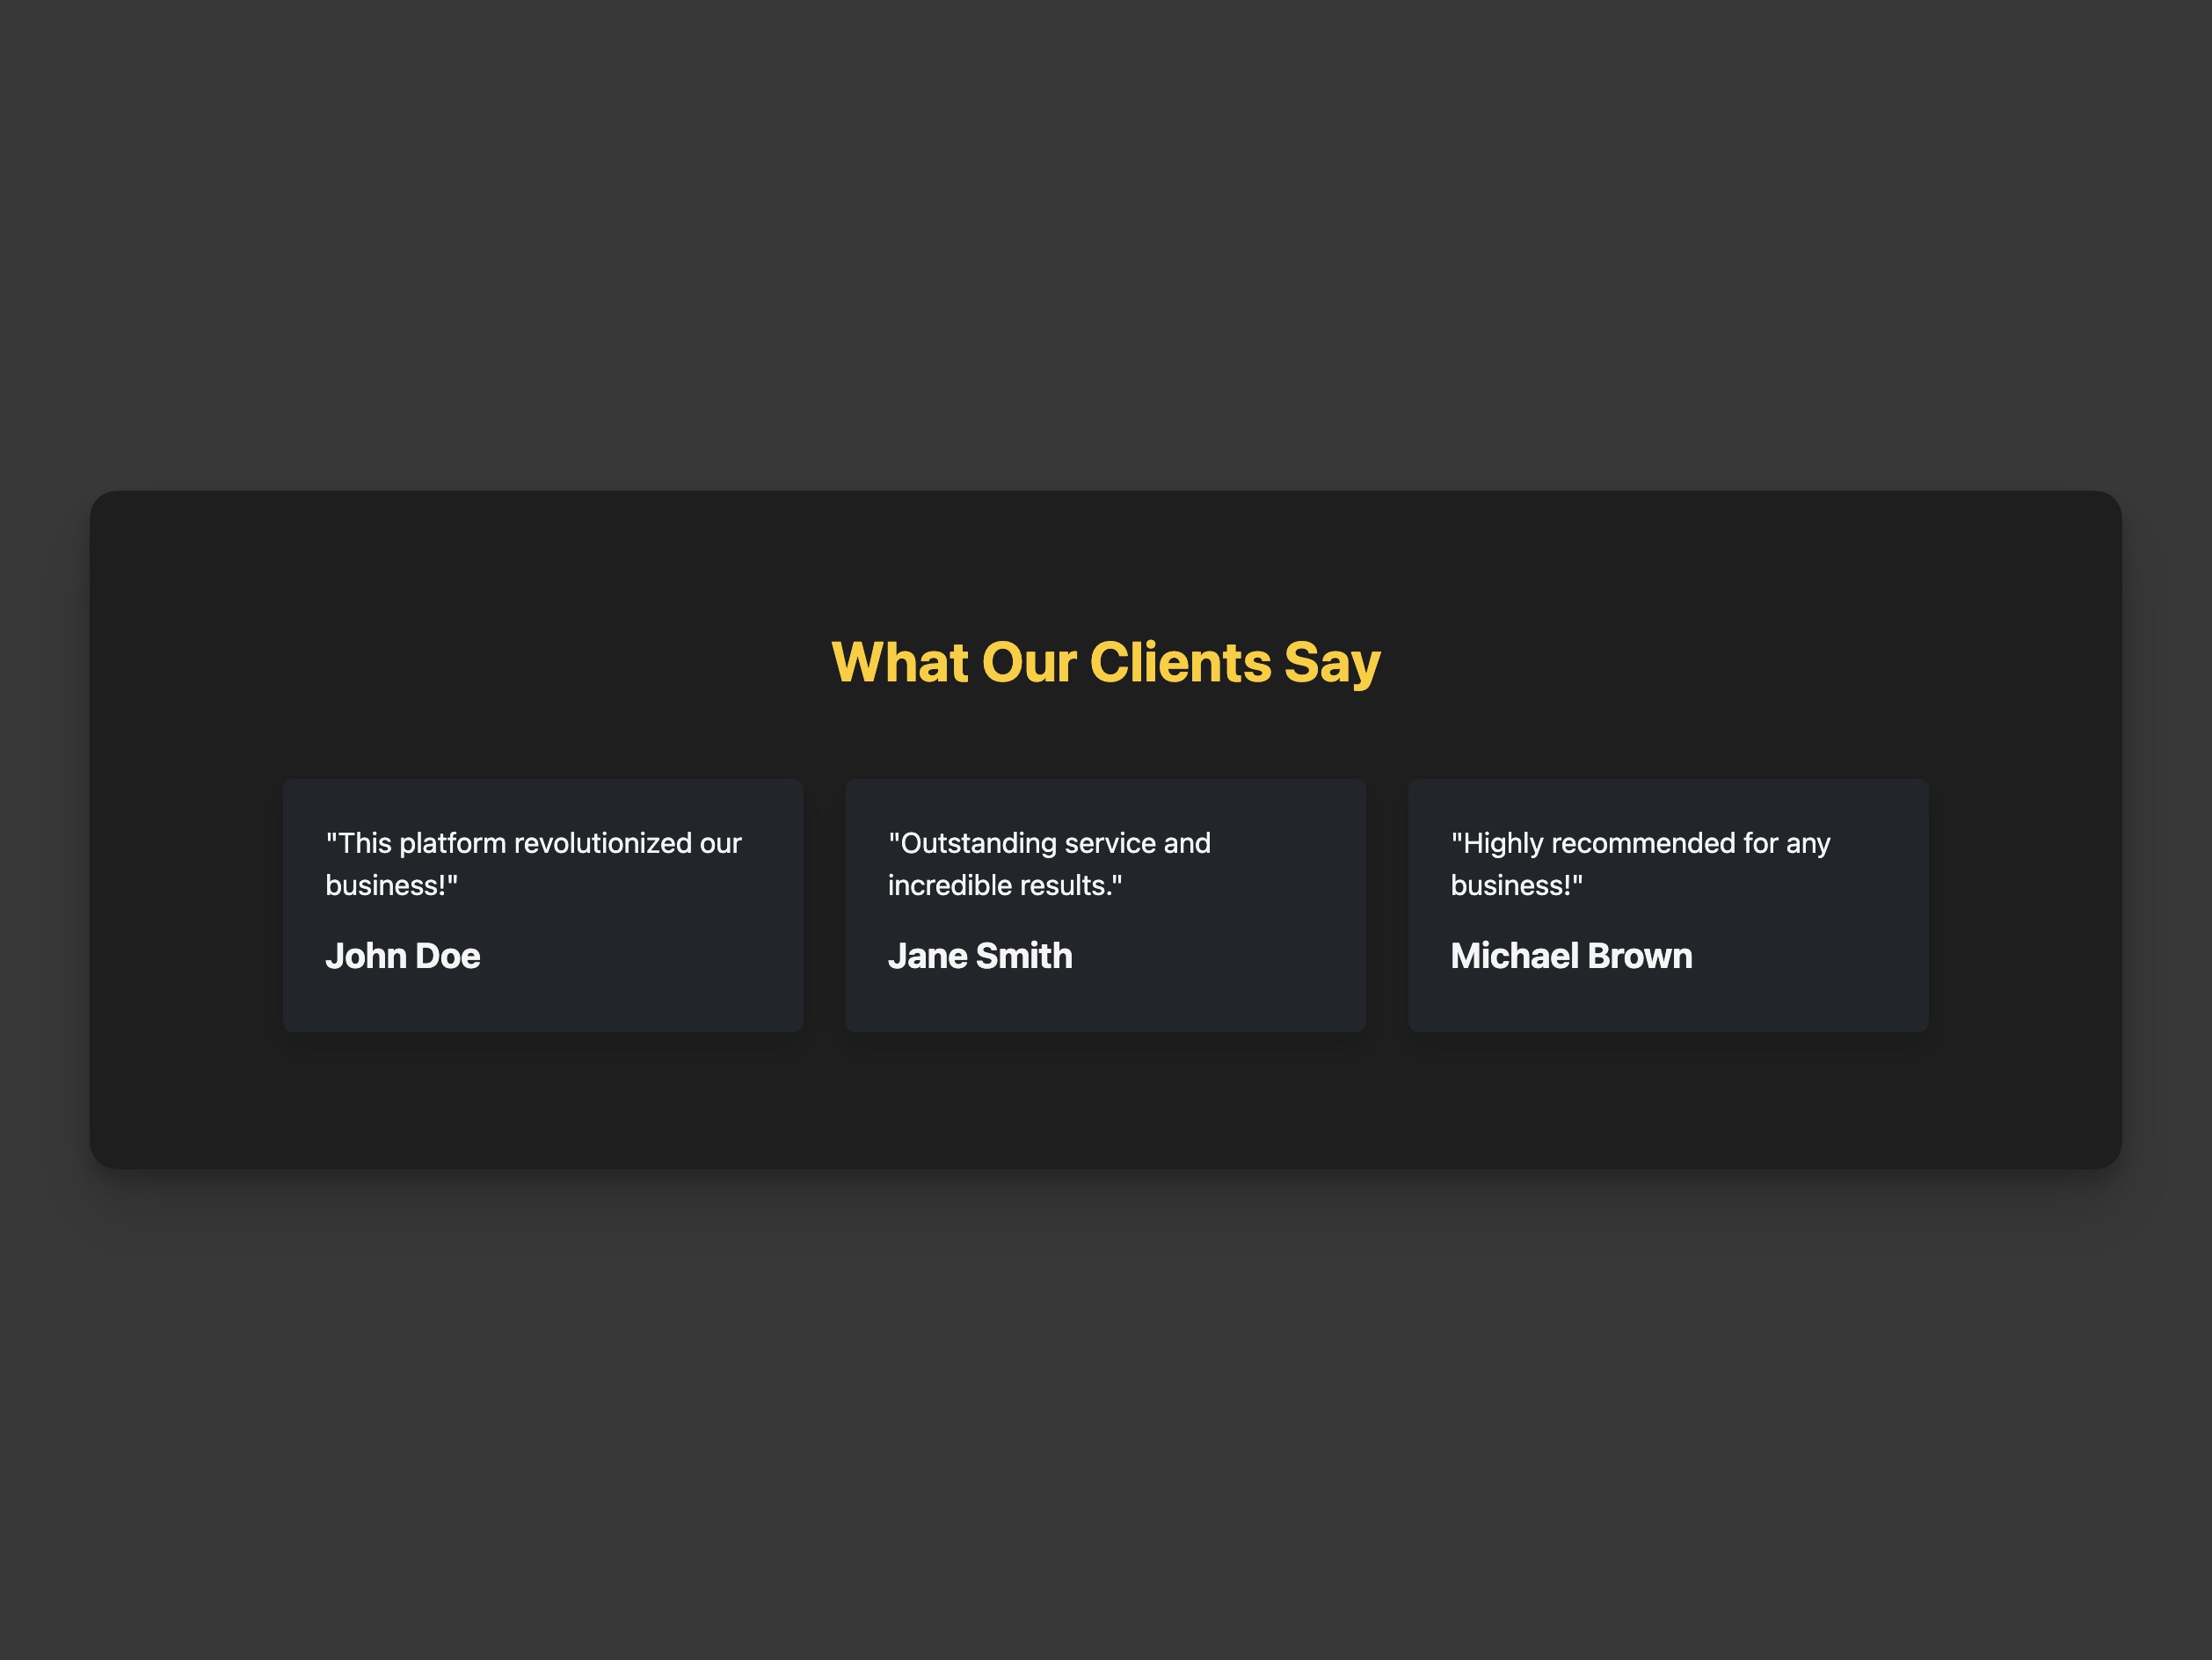 What Our Clients Say
"This platform revolutionized our
business!"
John Doe
"Outstanding service and
incredible results."
Jane Smith
"Highly recommended for any
business!"
Michael Brown